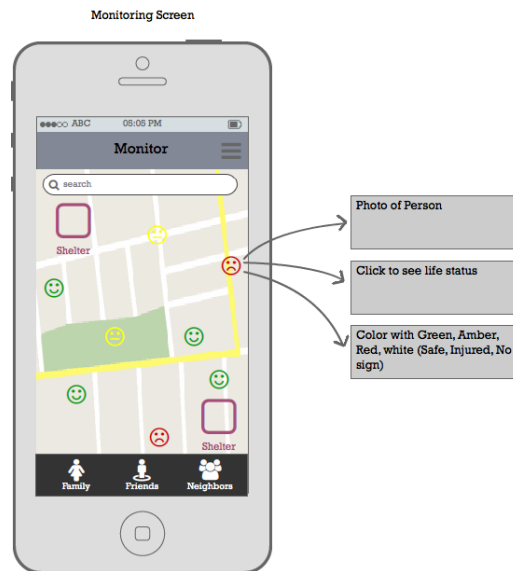 Monitoring Screen
ABC 05:05 PM
Monitor
search
Shelter
Photo of Person
Click to see life status
Color with Green, Amber,
Red, white (Safe, Injured, No
sign)
Shelter
Family Friends Neighbors